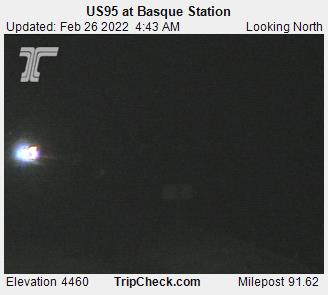 US95 at Basque Station
Updated: Feb 26 2022 4:43 AM Looking North
Elevation 4460 TripCheck.com Milepost 91.62